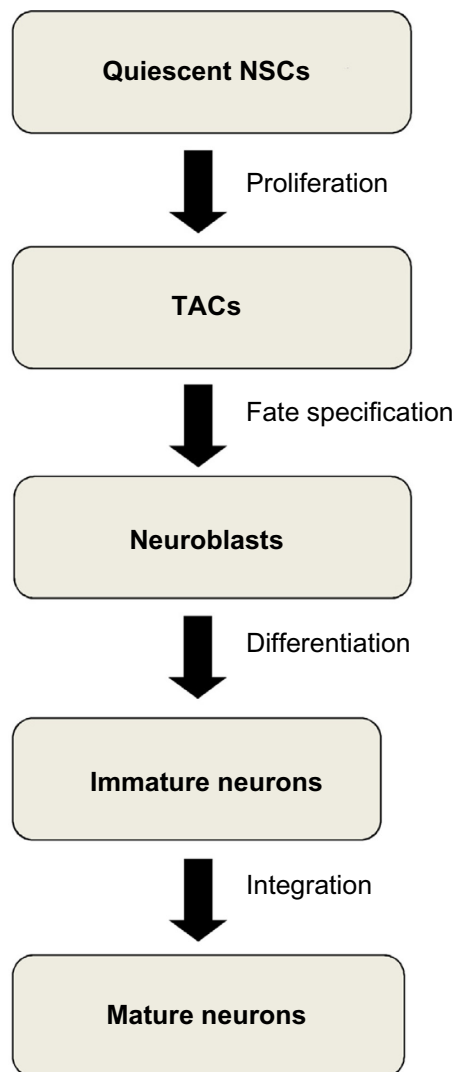 Quiescent NSCs
Proliferation
TACs
Fate specification
Neuroblasts
Differentiation
Immature neurons
Integration
Mature neurons